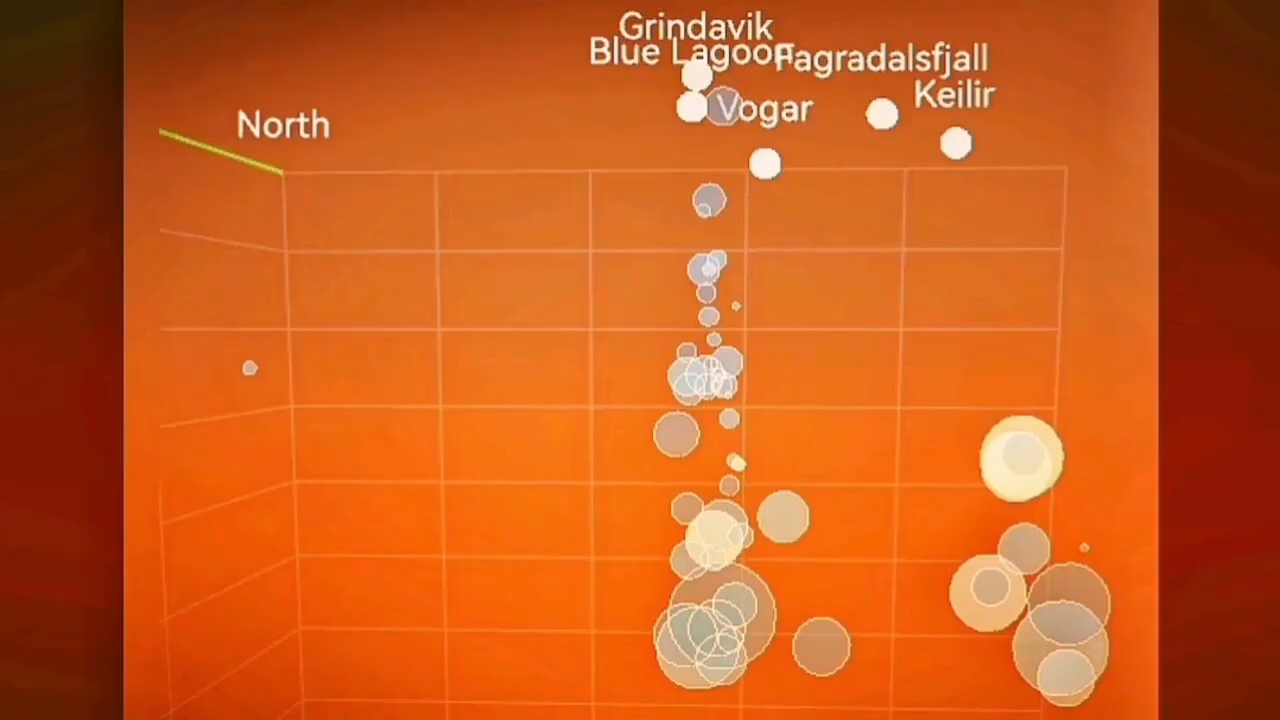 Grindavik
Blue Lagoon
Fagradalsfjall
Keilir
Vogar
North